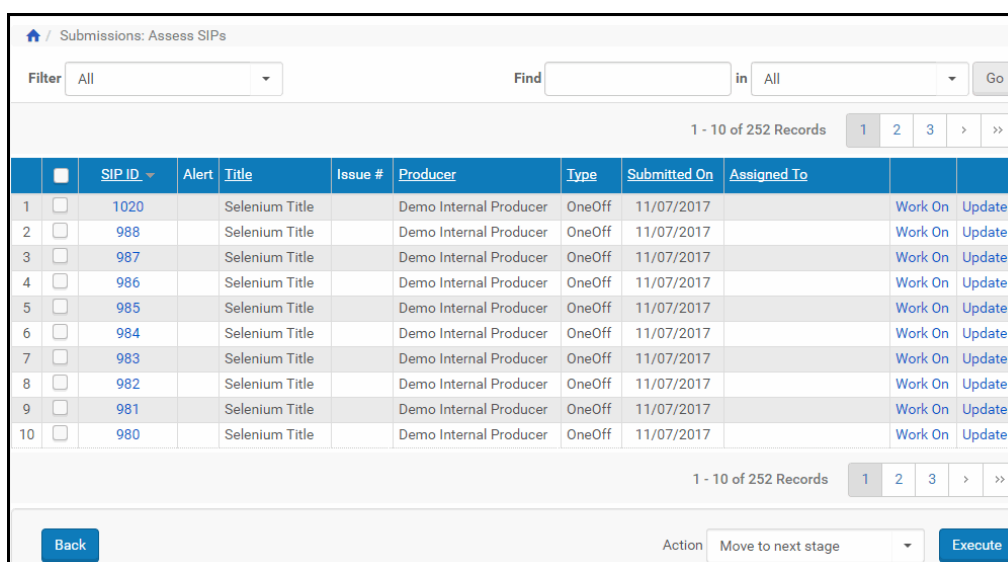 / Submissions: Assess SIPs
Filter All Find in All Go
1 - 10 of 252 Records 1 2 3 › »
SIP ID Alert Title Issue # Producer Type Submitted On Assigned To
1 1020 Selenium Title Demo Internal Producer OneOff 11/07/2017 Work On Update
2 988 Selenium Title Demo Internal Producer OneOff 11/07/2017 Work On Update
3 987 Selenium Title Demo Internal Producer OneOff 11/07/2017 Work On Update
4 986 Selenium Title Demo Internal Producer OneOff 11/07/2017 Work On Update
5 985 Selenium Title Demo Internal Producer OneOff 11/07/2017 Work On Update
6 984 Selenium Title Demo Internal Producer OneOff 11/07/2017 Work On Update
7 983 Selenium Title Demo Internal Producer OneOff 11/07/2017 Work On Update
8 982 Selenium Title Demo Internal Producer OneOff 11/07/2017 Work On Update
9 981 Selenium Title Demo Internal Producer OneOff 11/07/2017 Work On Update
10 980 Selenium Title Demo Internal Producer OneOff 11/07/2017 Work On Update
1 - 10 of 252 Records 1 2 3 › »
Back Action Move to next stage Execute